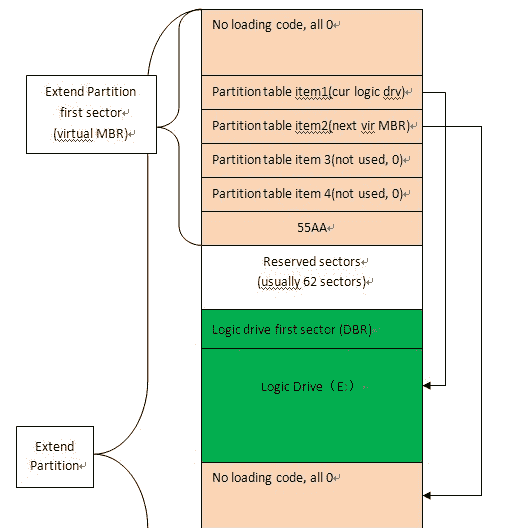 No loading code, all 0
Extend Partition
first sector
(virtual MBR)
Partition table item1(cur logic drv)
Partition table item2(next vir MBR)
Partition table item 3(not used, 0)
Partition table item 4(not used, 0)
55AA
Reserved sectors
(usually 62 sectors)
Logic drive first sector (DBR)
Logic Drive（E:）
Extend
Partition
No loading code, all 0